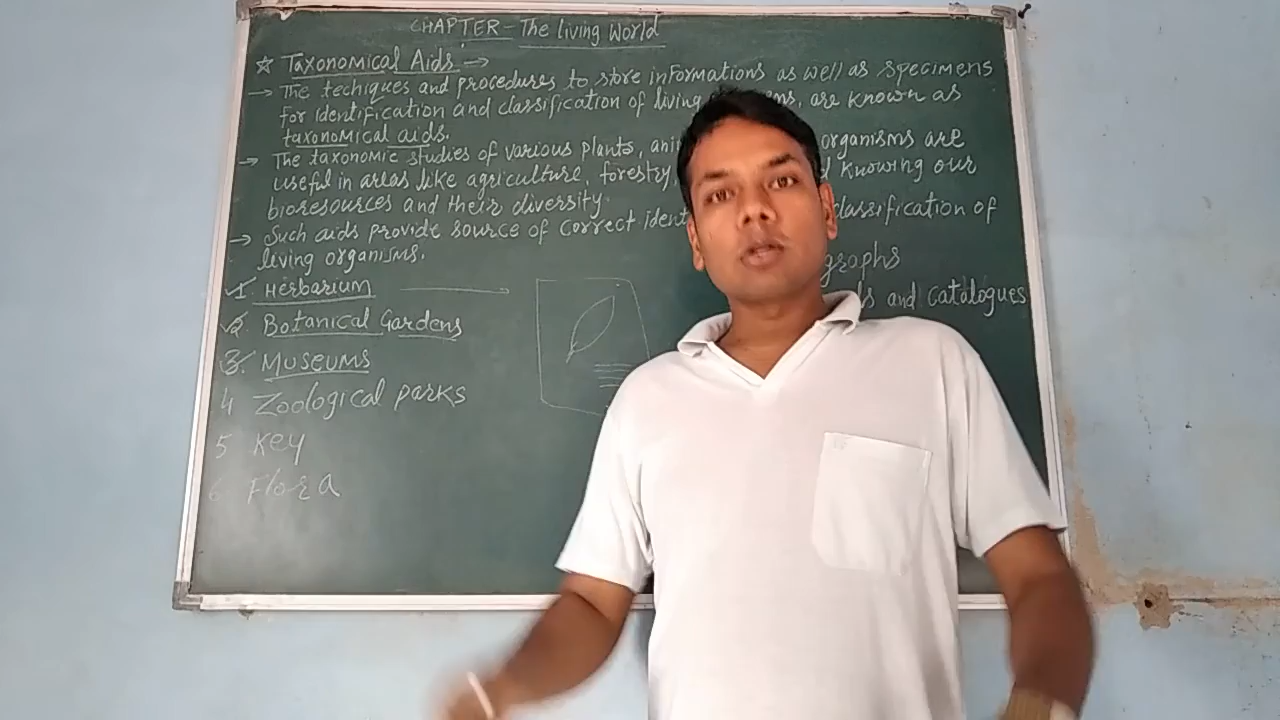 CHAPTER - The living World
☆ Taxonomical Aids →
→ The techiques and procedures to store informations as well as specimens
for identification and classification of living are known as
taxonomical aids.
→ The taxonomic studies of various plants, organisms are
useful in areas like agriculture, forestry, knowing our
bioresources and their diversity.
→ Such aids provide source of correct classification of
living organisms.
1. Herbarium
2. Botanical Gardens
3. Museums
4 Zoological parks
5 Key
6 Flora
graphs
and catalogues